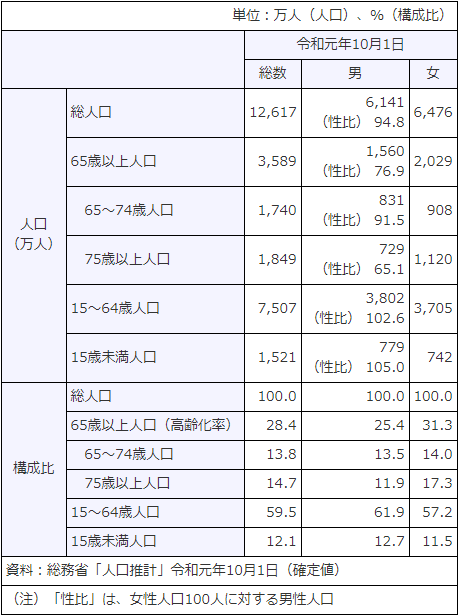 単位：万人（人口）、%（構成比）
令和元年10月1日
総数 男 女
人口（万人）
総人口 12,617 6,141（性比） 94.8 6,476
65歳以上人口 3,589 1,560（性比） 76.9 2,029
65～74歳人口 1,740 831（性比） 91.5 908
75歳以上人口 1,849 729（性比） 65.1 1,120
15～64歳人口 7,507 3,802（性比） 102.6 3,705
15歳未満人口 1,521 779（性比） 105.0 742
構成比
総人口 100.0 100.0 100.0
65歳以上人口（高齢化率） 28.4 25.4 31.3
65～74歳人口 13.8 13.5 14.0
75歳以上人口 14.7 11.9 17.3
15～64歳人口 59.5 61.9 57.2
15歳未満人口 12.1 12.7 11.5
資料：総務省「人口推計」令和元年10月1日（確定値）
（注）「性比」は、女性人口100人に対する男性人口